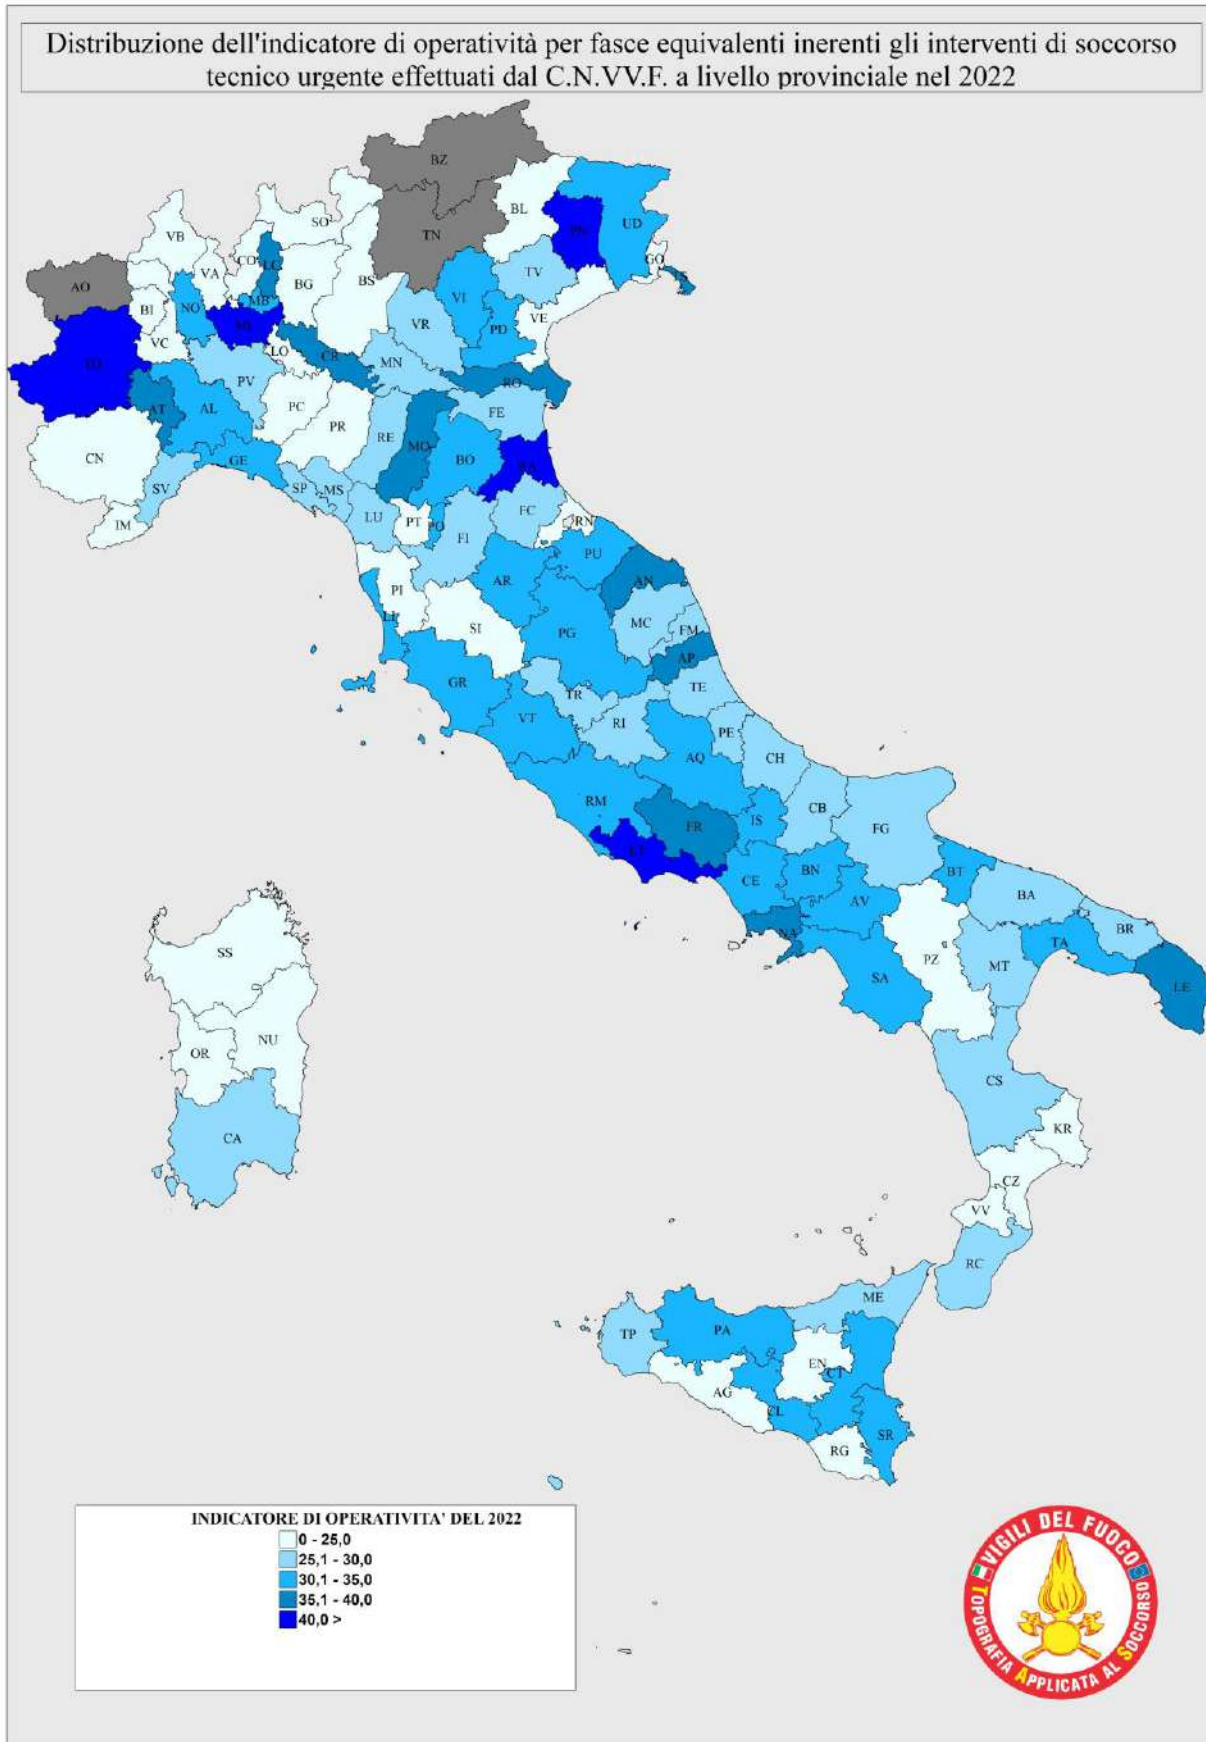 Distribuzione dell'indicatore di operatività per fasce equivalenti inerenti gli interventi di soccorso
tecnico urgente effettuati dal C.N.VV.F. a livello provinciale nel 2022
BZ
BL
SO
TN
UD
PN
VB
CO
LC
VA
BG
BS
TV
GO
TS
AO
BI
NO
MB
MI
VI
VR
PD
VE
VC
LO
CR
MN
TO
PV
RO
AT
AL
PC
PR
RE
MO
FE
BO
RA
CN
GE
SV
SP
MS
IM
LU
PT
PO
FI
FC
RN
PU
AN
PI
AR
LI
SI
PG
MC
FM
AP
GR
TR
TE
VT
RI
PE
AQ
CH
RM
CB
IS
FG
FR
LT
CE
BN
BT
AV
BA
NA
BR
TA
SS
PZ
MT
SA
LE
NU
OR
CS
CA
KR
CZ
VV
RC
ME
TP
PA
EN
CT
AG
CL
SR
RG
INDICATORE DI OPERATIVITA' DEL 2022
0 - 25,0
25,1 - 30,0
30,1 - 35,0
35,1 - 40,0
40,0 >
VIGILI DEL FUOCO
TOPOGRAFIA APPLICATA AL SOCCORSO